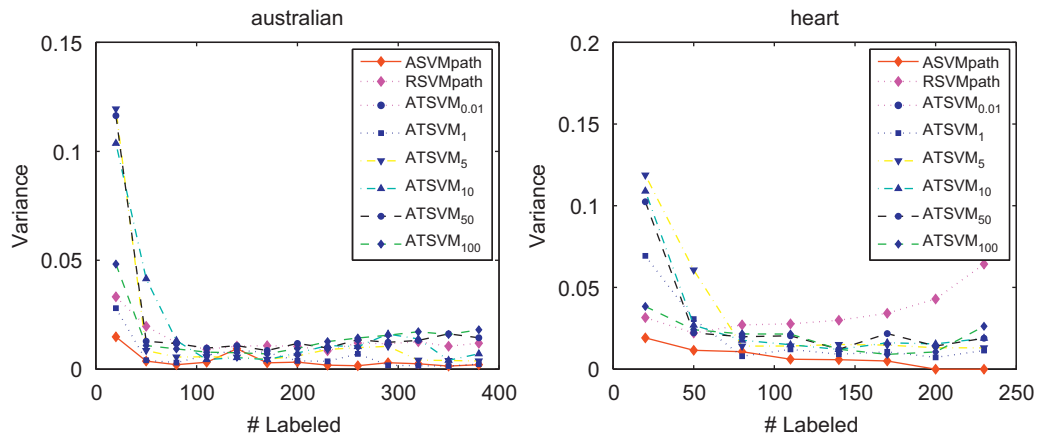 australian
0.15
0.1
0.05
0
Variance
0
100
200
300
400
# Labeled
ASVMpath
RSVMpath
ATSVM0.01
ATSVM1
ATSVM5
ATSVM10
ATSVM50
ATSVM100
heart
0.2
0.15
0.1
0.05
0
Variance
0
50
100
150
200
250
# Labeled
ASVMpath
RSVMpath
ATSVM0.01
ATSVM1
ATSVM5
ATSVM10
ATSVM50
ATSVM100